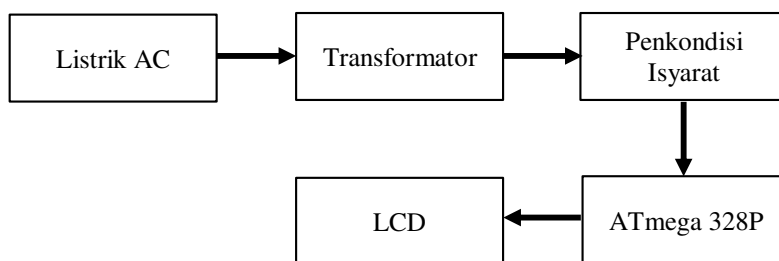 Listrik AC
Transformator
Penkondisi
Isyarat
ATmega 328P
LCD